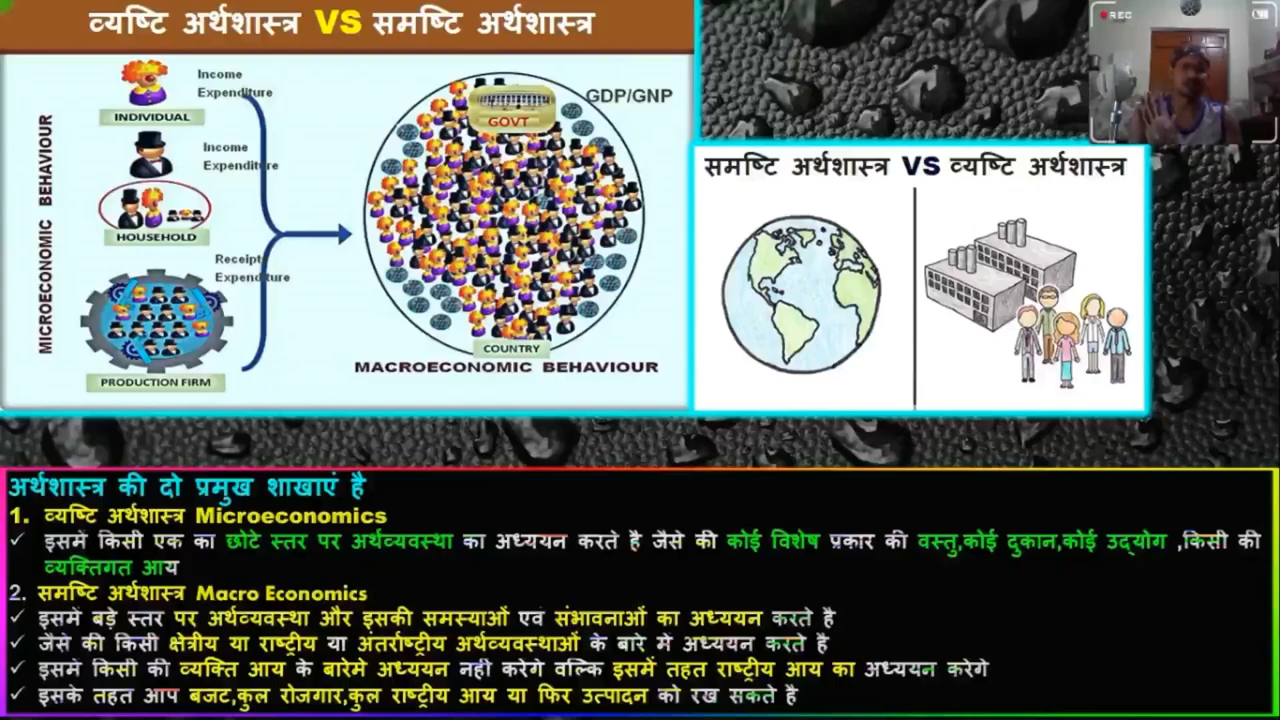 व्यष्टि अर्थशास्त्र VS समष्टि अर्थशास्त्र
MICROECONOMIC BEHAVIOUR
Income
Expenditure
INDIVIDUAL
Income
Expenditure
HOUSEHOLD
Receipt
Expenditure
PRODUCTION FIRM
GOVT
GDP/GNP
COUNTRY
MACROECONOMIC BEHAVIOUR
REC
समष्टि अर्थशास्त्र VS व्यष्टि अर्थशास्त्र
अर्थशास्त्र की दो प्रमुख शाखाएं है
1. व्यष्टि अर्थशास्त्र Microeconomics
✓ इसमें किसी एक का छोटे स्तर पर अर्थव्यवस्था का अध्ययन करते है जैसे की कोई विशेष प्रकार की वस्तु,कोई दुकान,कोई उद्योग ,किसी की
व्यक्तिगत आय
2. समष्टि अर्थशास्त्र Macro Economics
✓ इसमें बड़े स्तर पर अर्थव्यवस्था और इसकी समस्याओं एवं संभावनाओं का अध्ययन करते है
✓ जैसे की किसी क्षेत्रीय या राष्ट्रीय या अंतर्राष्ट्रीय अर्थव्यवस्थाओं के बारे मे अध्ययन करते है
✓ इसमे किसी की व्यक्ति आय के बारेमे अध्ययन नही करेगे वल्कि इसमें तहत राष्ट्रीय आय का अध्ययन करेगे
✓ इसके तहत आप बजट,कुल रोजगार,कुल राष्ट्रीय आय या फिर उत्पादन को रख सकते है